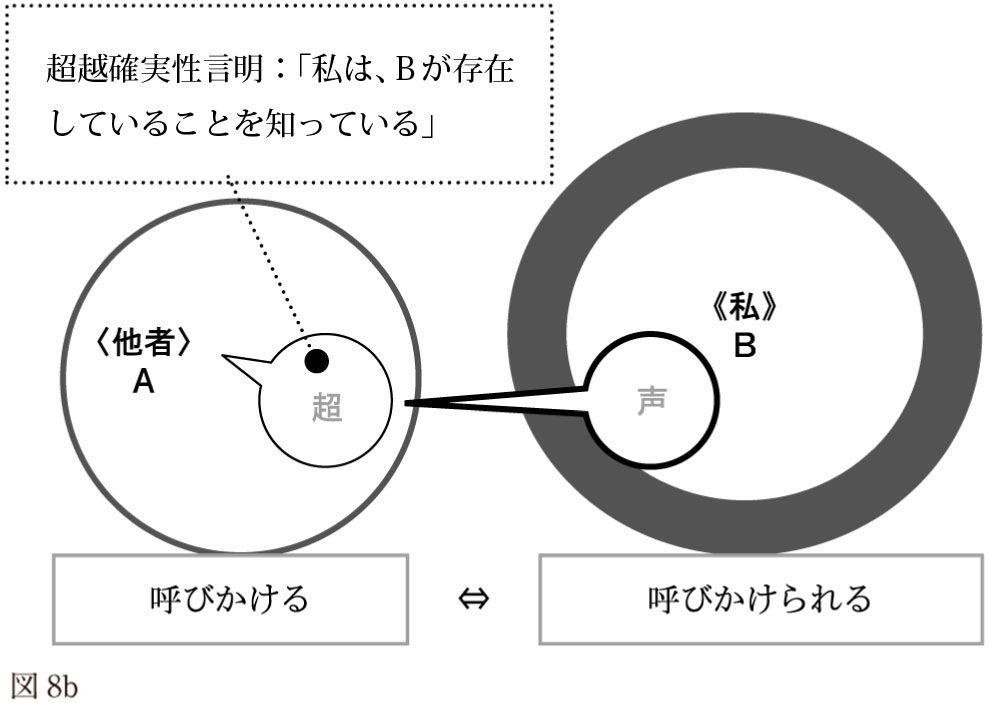 超越確実性言明：「私は、Bが存在
していることを知っている」
〈他者〉
A
超
《私》
B
声
呼びかける
⇔
呼びかけられる
図 8b